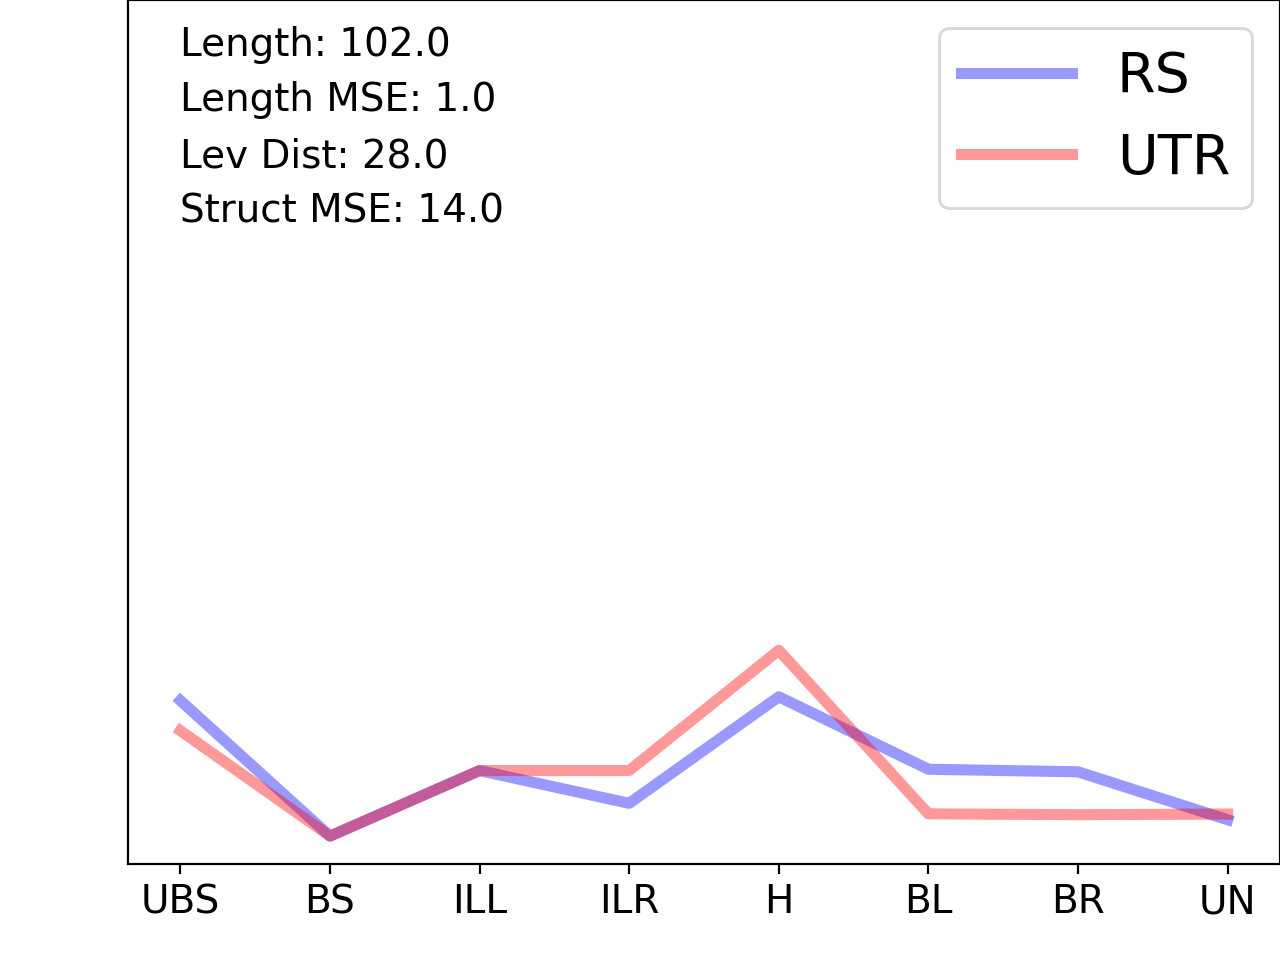 Length: 102.0
Length MSE: 1.0
Lev Dist: 28.0
Struct MSE: 14.0
RS
UTR
UBS BS ILL ILR H BL BR UN